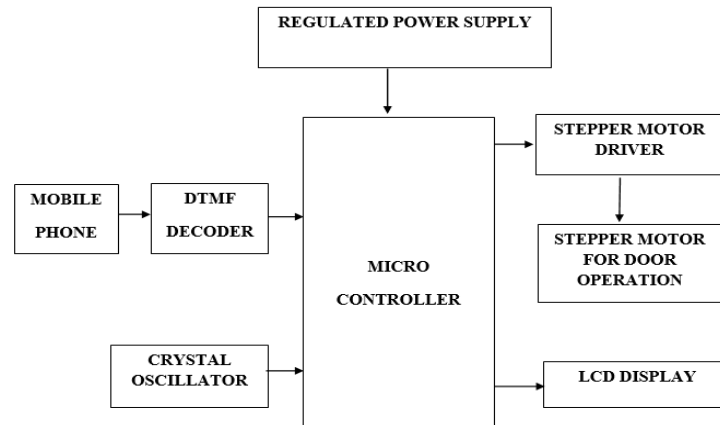 REGULATED POWER SUPPLY
STEPPER MOTOR
DRIVER
MOBILE
PHONE
DTMF
DECODER
MICRO
CONTROLLER
STEPPER MOTOR
FOR DOOR
OPERATION
CRYSTAL
OSCILLATOR
LCD DISPLAY